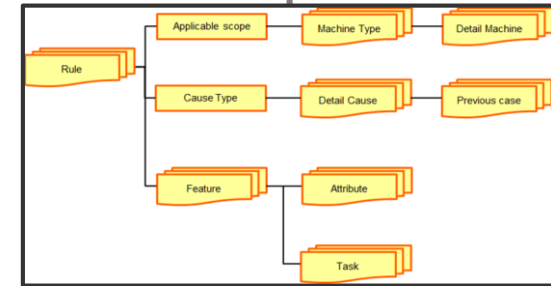 Applicable scope
Machine Type
Detail Machine
Rule
Cause Type
Detail Cause
Previous case
Feature
Attribute
Task